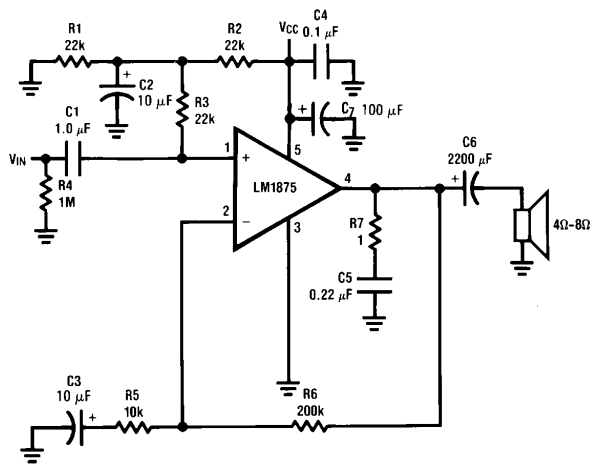 R1
22k
R2
22k
VCC
C4
0.1 μF
+
C2
10 μF
R3
22k
+
C7 100 μF
C1
1.0 μF
VIN
R4
1M
1
+
5
LM1875
4
2
−
3
C6
+
2200 μF
R7
1
4Ω-8Ω
C5
0.22 μF
C3
10 μF
+
R5
10k
R6
200k